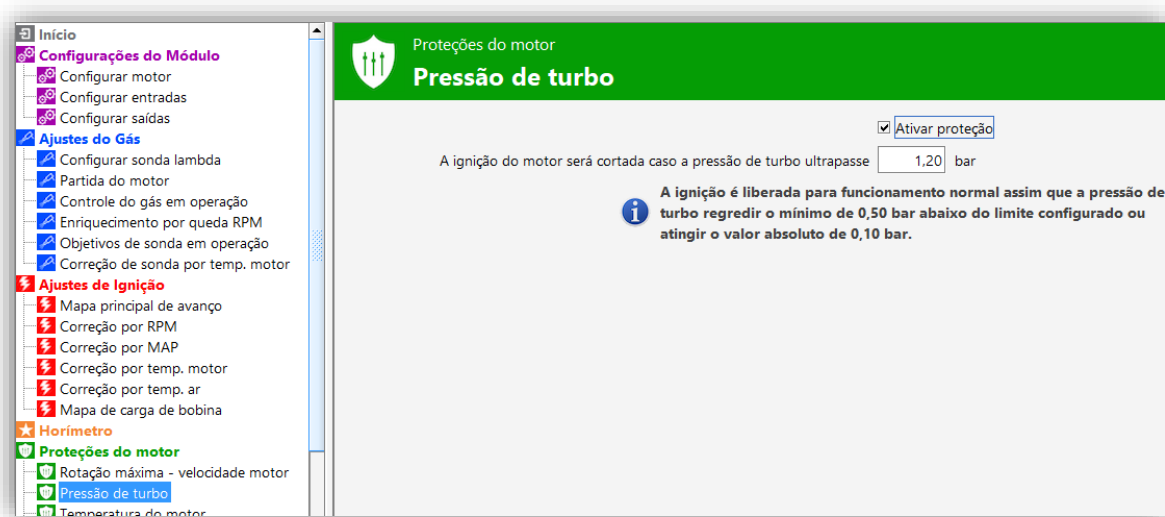 Início
Configurações do Módulo
Configurar motor
Configurar entradas
Configurar saídas
Ajustes do Gás
Configurar sonda lambda
Partida do motor
Controle do gás em operação
Enriquecimento por queda RPM
Objetivos de sonda em operação
Correção de sonda por temp. motor
Ajustes de Ignição
Mapa principal de avanço
Correção por RPM
Correção por MAP
Correção por temp. motor
Correção por temp. ar
Mapa de carga de bobina
Horímetro
Proteções do motor
Rotação máxima - velocidade motor
Pressão de turbo
Temperatura do motor
Proteções do motor
Pressão de turbo
Ativar proteção
A ignição do motor será cortada caso a pressão de turbo ultrapasse 1,20 bar
A ignição é liberada para funcionamento normal assim que a pressão de
turbo regredir o mínimo de 0,50 bar abaixo do limite configurado ou
atingir o valor absoluto de 0,10 bar.